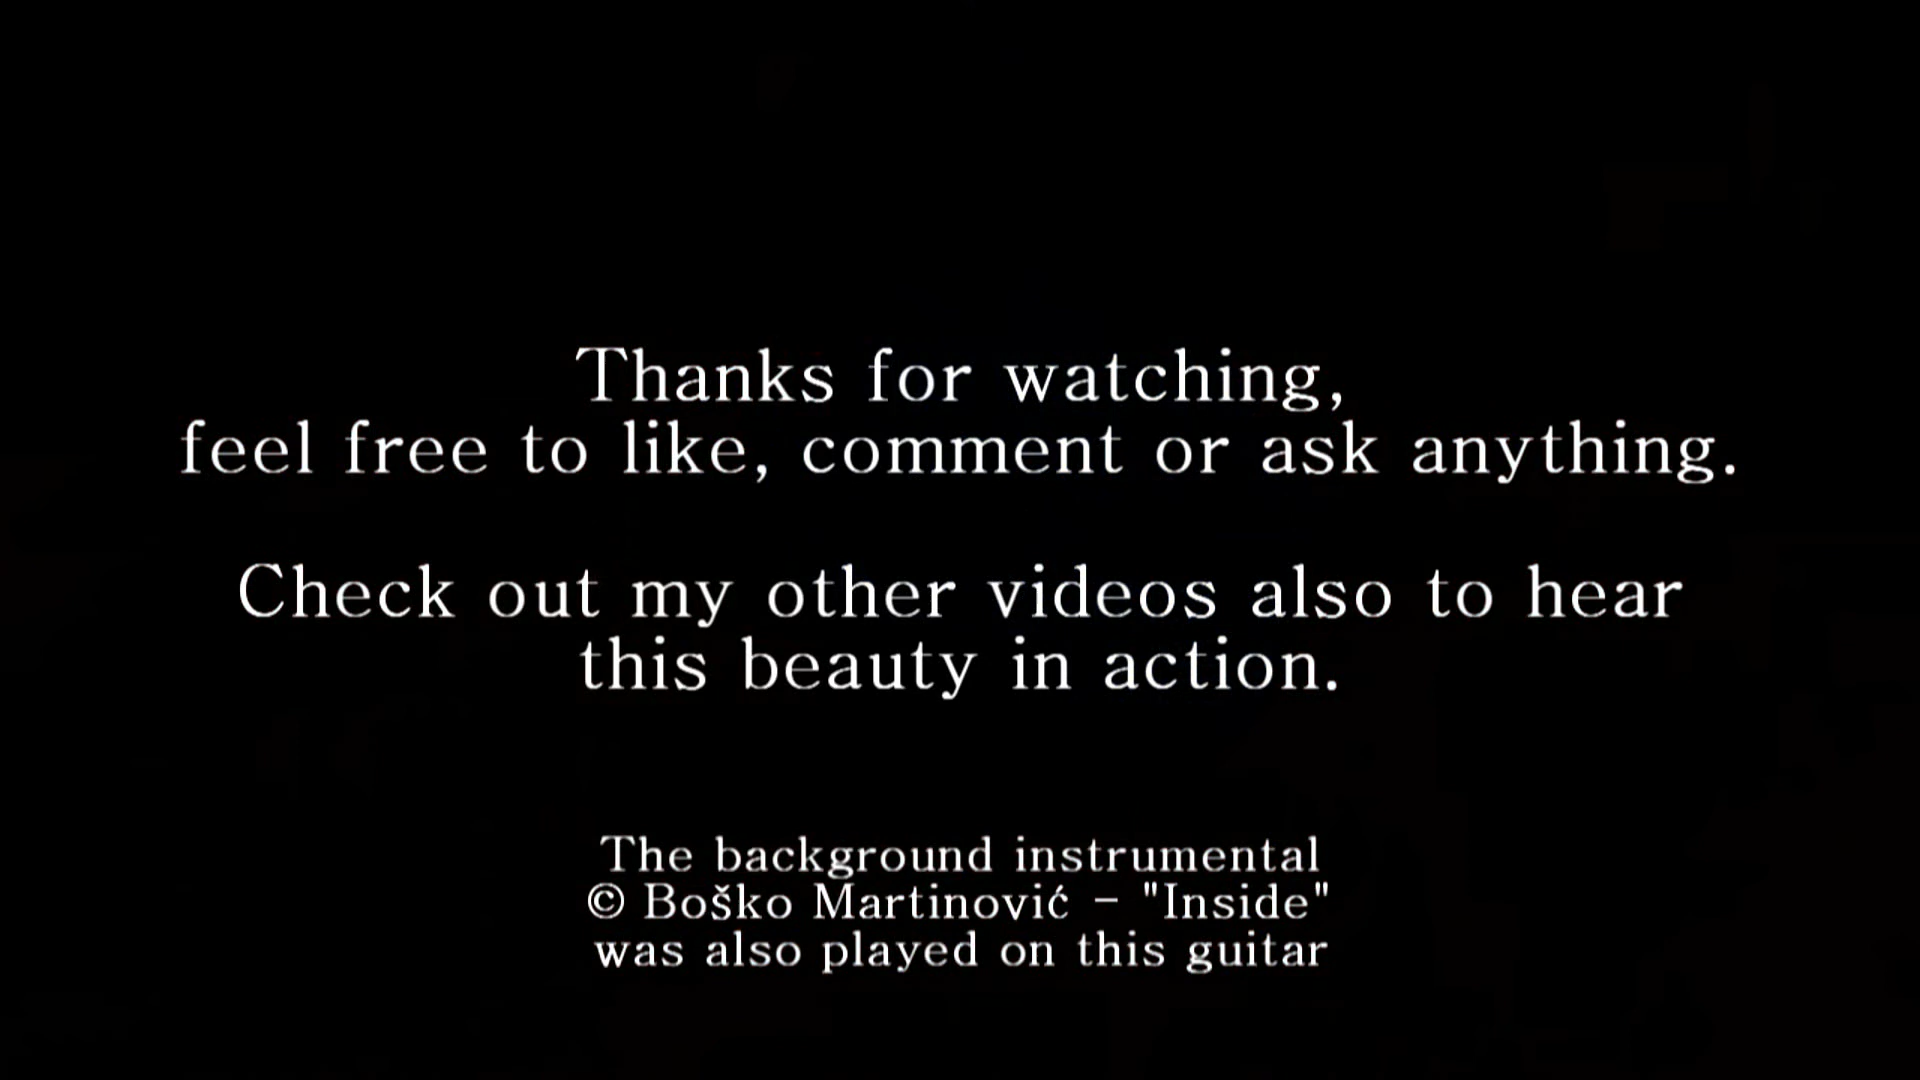 Thanks for watching,
feel free to like, comment or ask anything.
Check out my other videos also to hear
this beauty in action.
The background instrumental
© Boško Martinović - "Inside"
was also played on this guitar